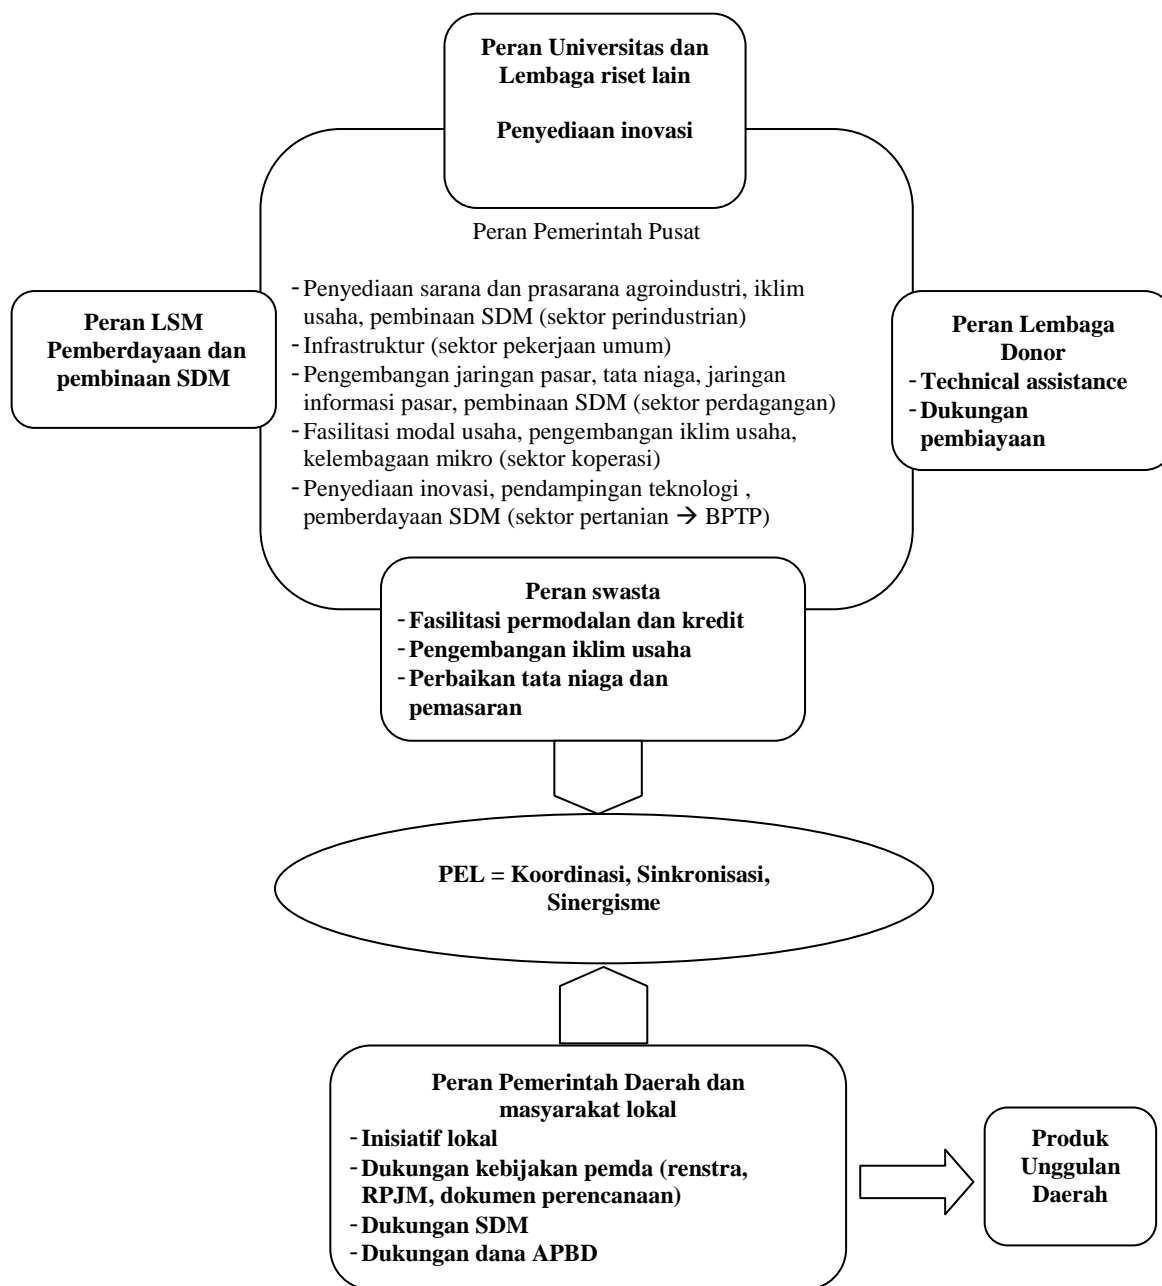 Peran Universitas dan
Lembaga riset lain
Penyediaan inovasi
Peran Pemerintah Pusat
- Penyediaan sarana dan prasarana agroindustri, iklim
usaha, pembinaan SDM (sektor perindustrian)
- Infrastruktur (sektor pekerjaan umum)
- Pengembangan jaringan pasar, tata niaga, jaringan
informasi pasar, pembinaan SDM (sektor perdagangan)
- Fasilitasi modal usaha, pengembangan iklim usaha,
kelembagaan mikro (sektor koperasi)
- Penyediaan inovasi, pendampingan teknologi ,
pemberdayaan SDM (sektor pertanian → BPTP)
Peran LSM
Pemberdayaan dan
pembinaan SDM
Peran Lembaga
Donor
- Technical assistance
- Dukungan
pembiayaan
Peran swasta
- Fasilitasi permodalan dan kredit
- Pengembangan iklim usaha
- Perbaikan tata niaga dan
pemasaran
PEL = Koordinasi, Sinkronisasi,
Sinergisme
Peran Pemerintah Daerah dan
masyarakat lokal
- Inisiatif lokal
- Dukungan kebijakan pemda (renstra,
RPJM, dokumen perencanaan)
- Dukungan SDM
- Dukungan dana APBD
Produk
Unggulan
Daerah